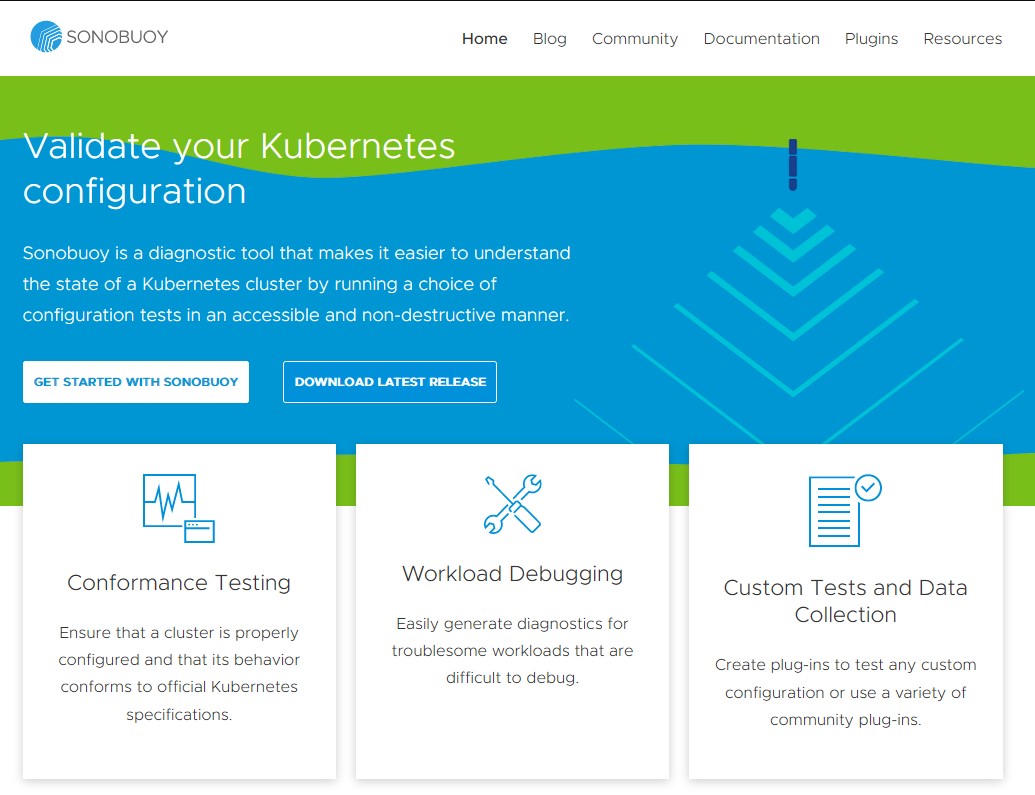 SONOBUOY
Home Blog Community Documentation Plugins Resources
Validate your Kubernetes
configuration
Sonobuoy is a diagnostic tool that makes it easier to understand
the state of a Kubernetes cluster by running a choice of
configuration tests in an accessible and non-destructive manner.
GET STARTED WITH SONOBUOY
DOWNLOAD LATEST RELEASE
Conformance Testing
Ensure that a cluster is properly
configured and that its behavior
conforms to official Kubernetes
specifications.
Workload Debugging
Easily generate diagnostics for
troublesome workloads that are
difficult to debug.
Custom Tests and Data
Collection
Create plug-ins to test any custom
configuration or use a variety of
community plug-ins.